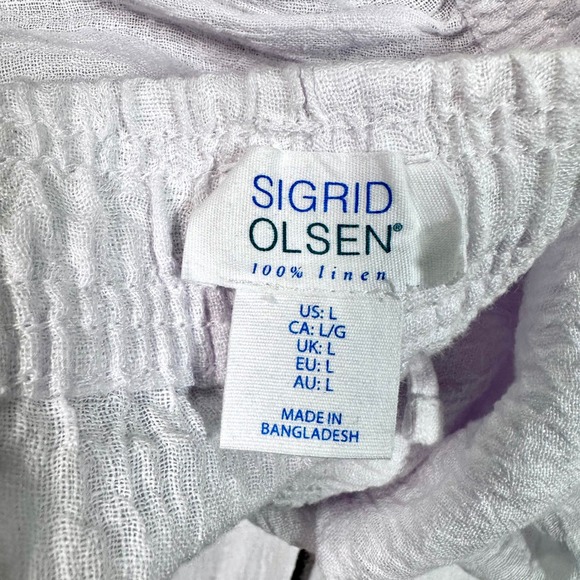 SIGRID
OLSEN®
100% linen
US: L
CA: L/G
UK: L
EU: L
AU: L
MADE IN
BANGLADESH